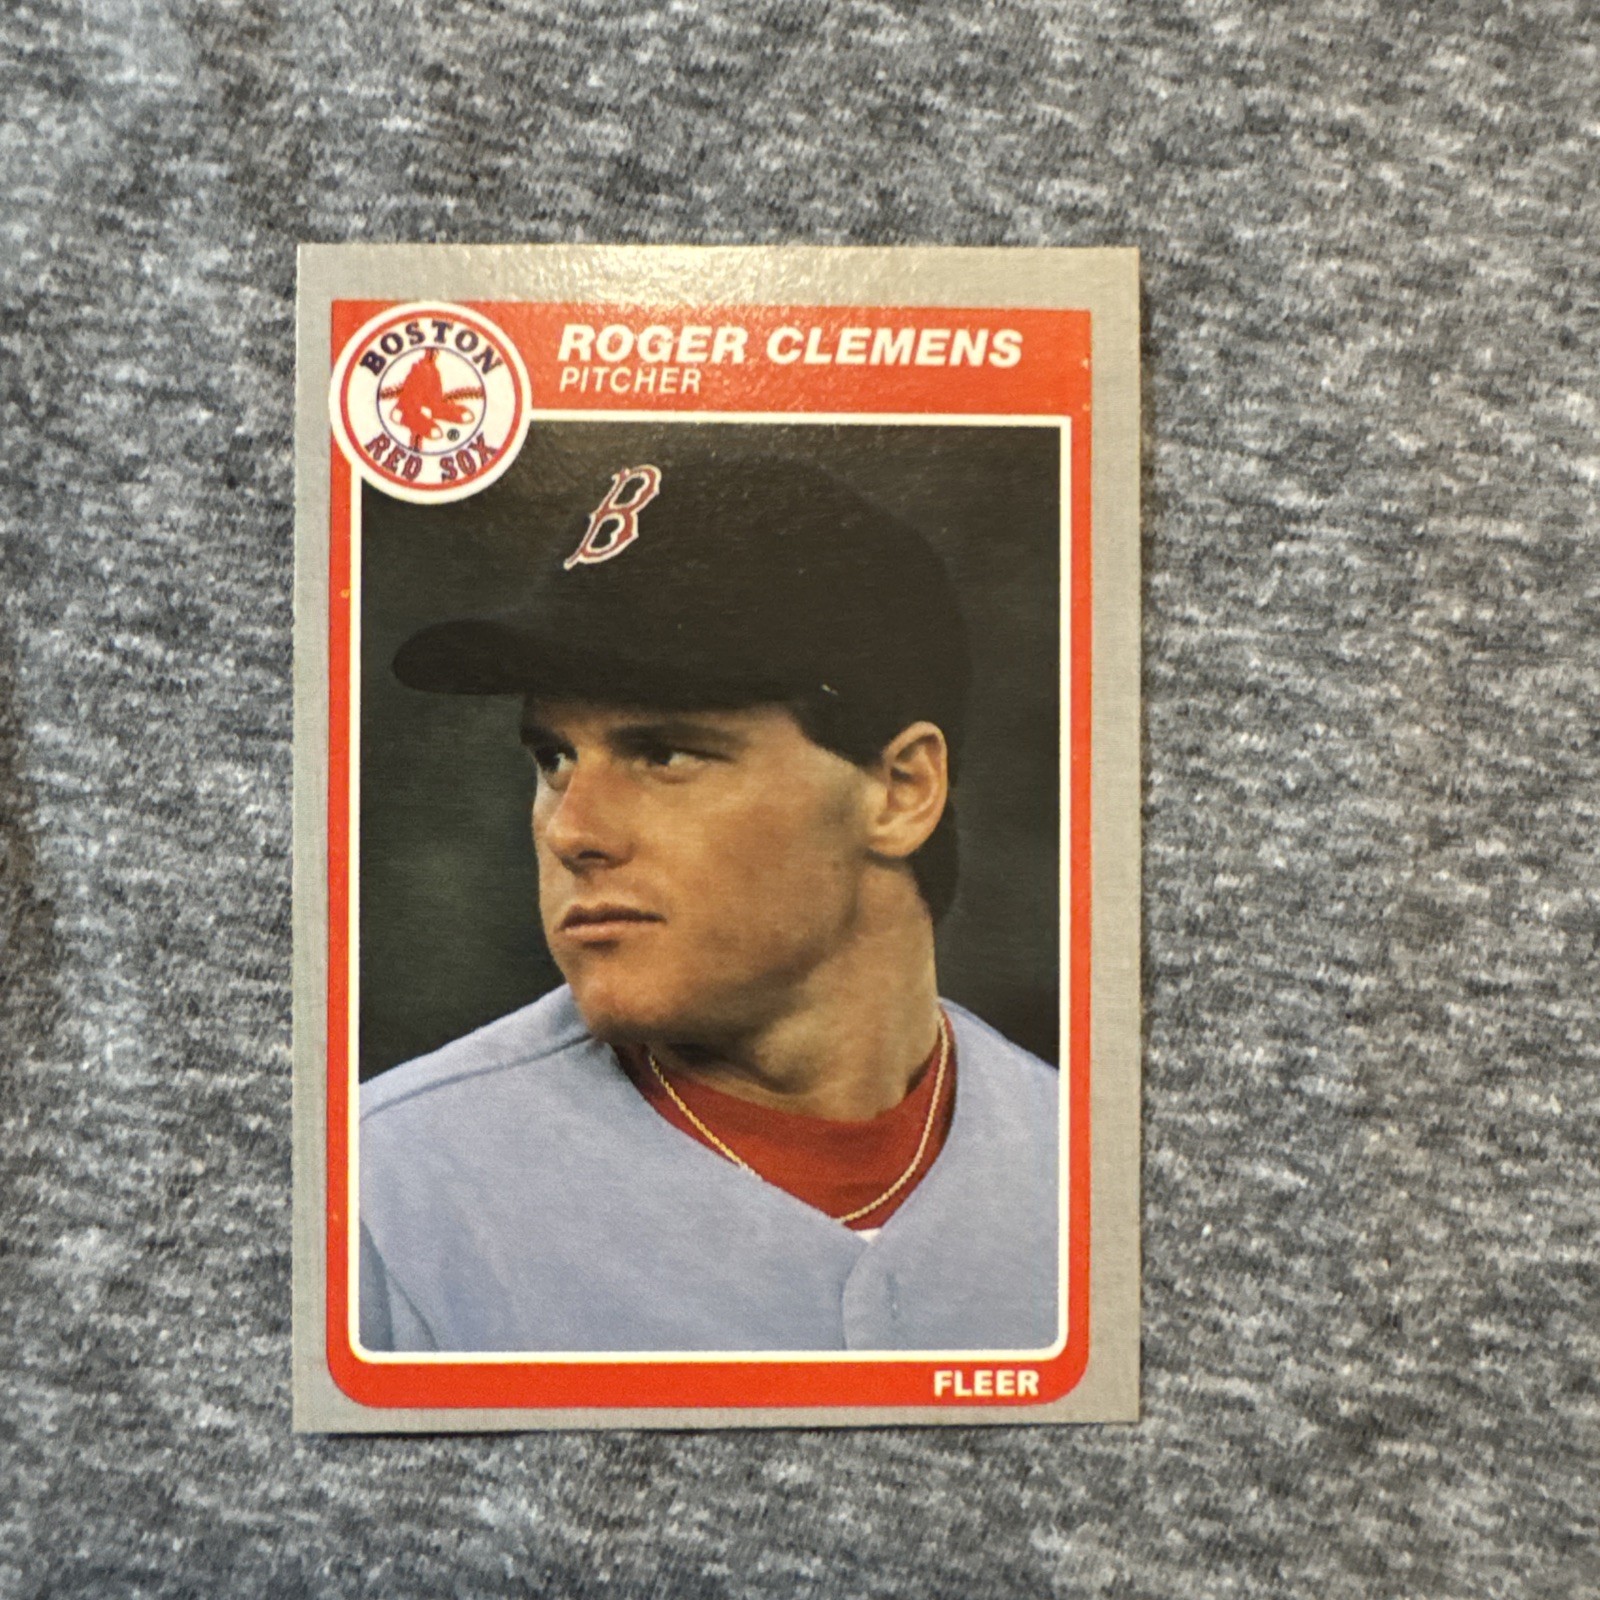 BOSTON
RED SOX
®
ROGER CLEMENS
PITCHER
B
FLEER